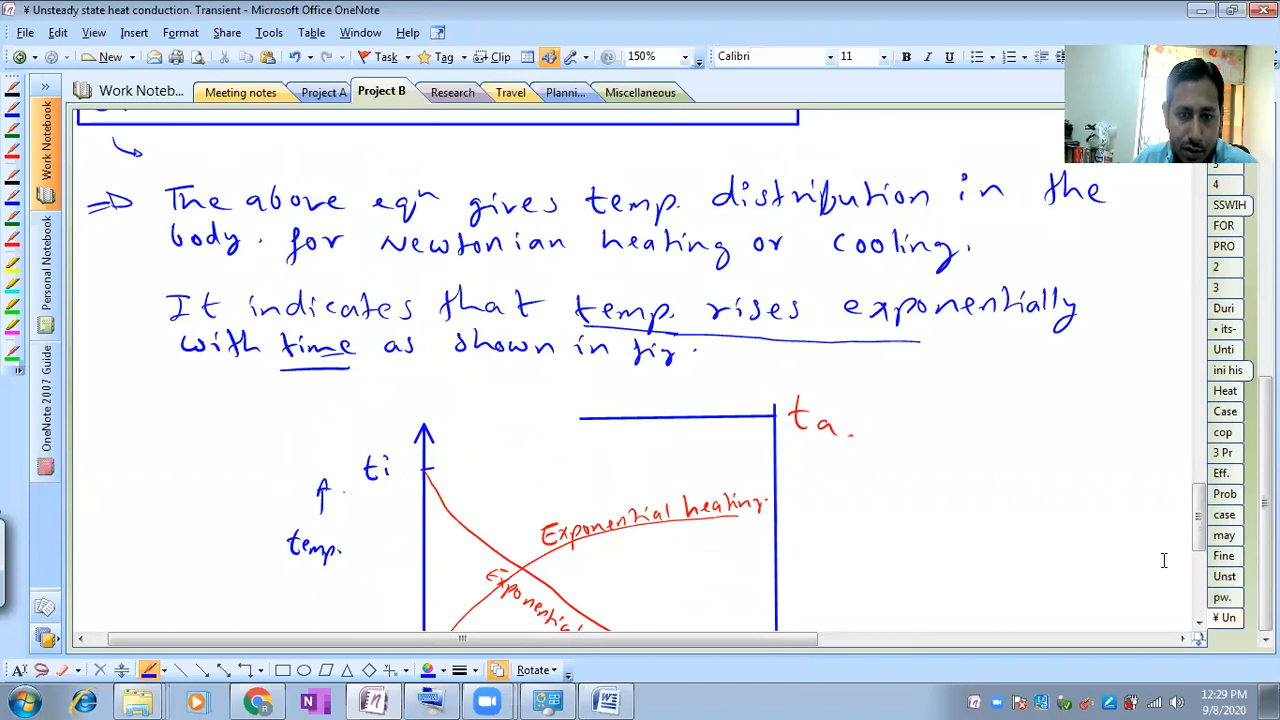 ¥ Unsteady state heat conduction. Transient - Microsoft Office OneNote
File Edit View Insert Format Share Tools Table Window Help
New Task Tag Clip 150% Calibri 11 B I U
Work Noteb... Meeting notes Project A Project B Research Travel Planni... Miscellaneous
Work Notebook
Personal Notebook
OneNote 2007 Guide
The above eqn gives temp. distribution in the
body. for Newtonian heating or cooling.
It indicates that temp. rises exponentially
with time as shown in fig.
ta.
ti
temp.
Exponential heating.
Exponential
3
4
SSWIH
FOR
PRO
2
3
Duri
• its-
Unti
ini his
Heat
Case
cop
3 Pr
Eff.
Prob
case
may
Fine
Unst
pw.
¥ Un
Rotate
12:29 PM
9/8/2020